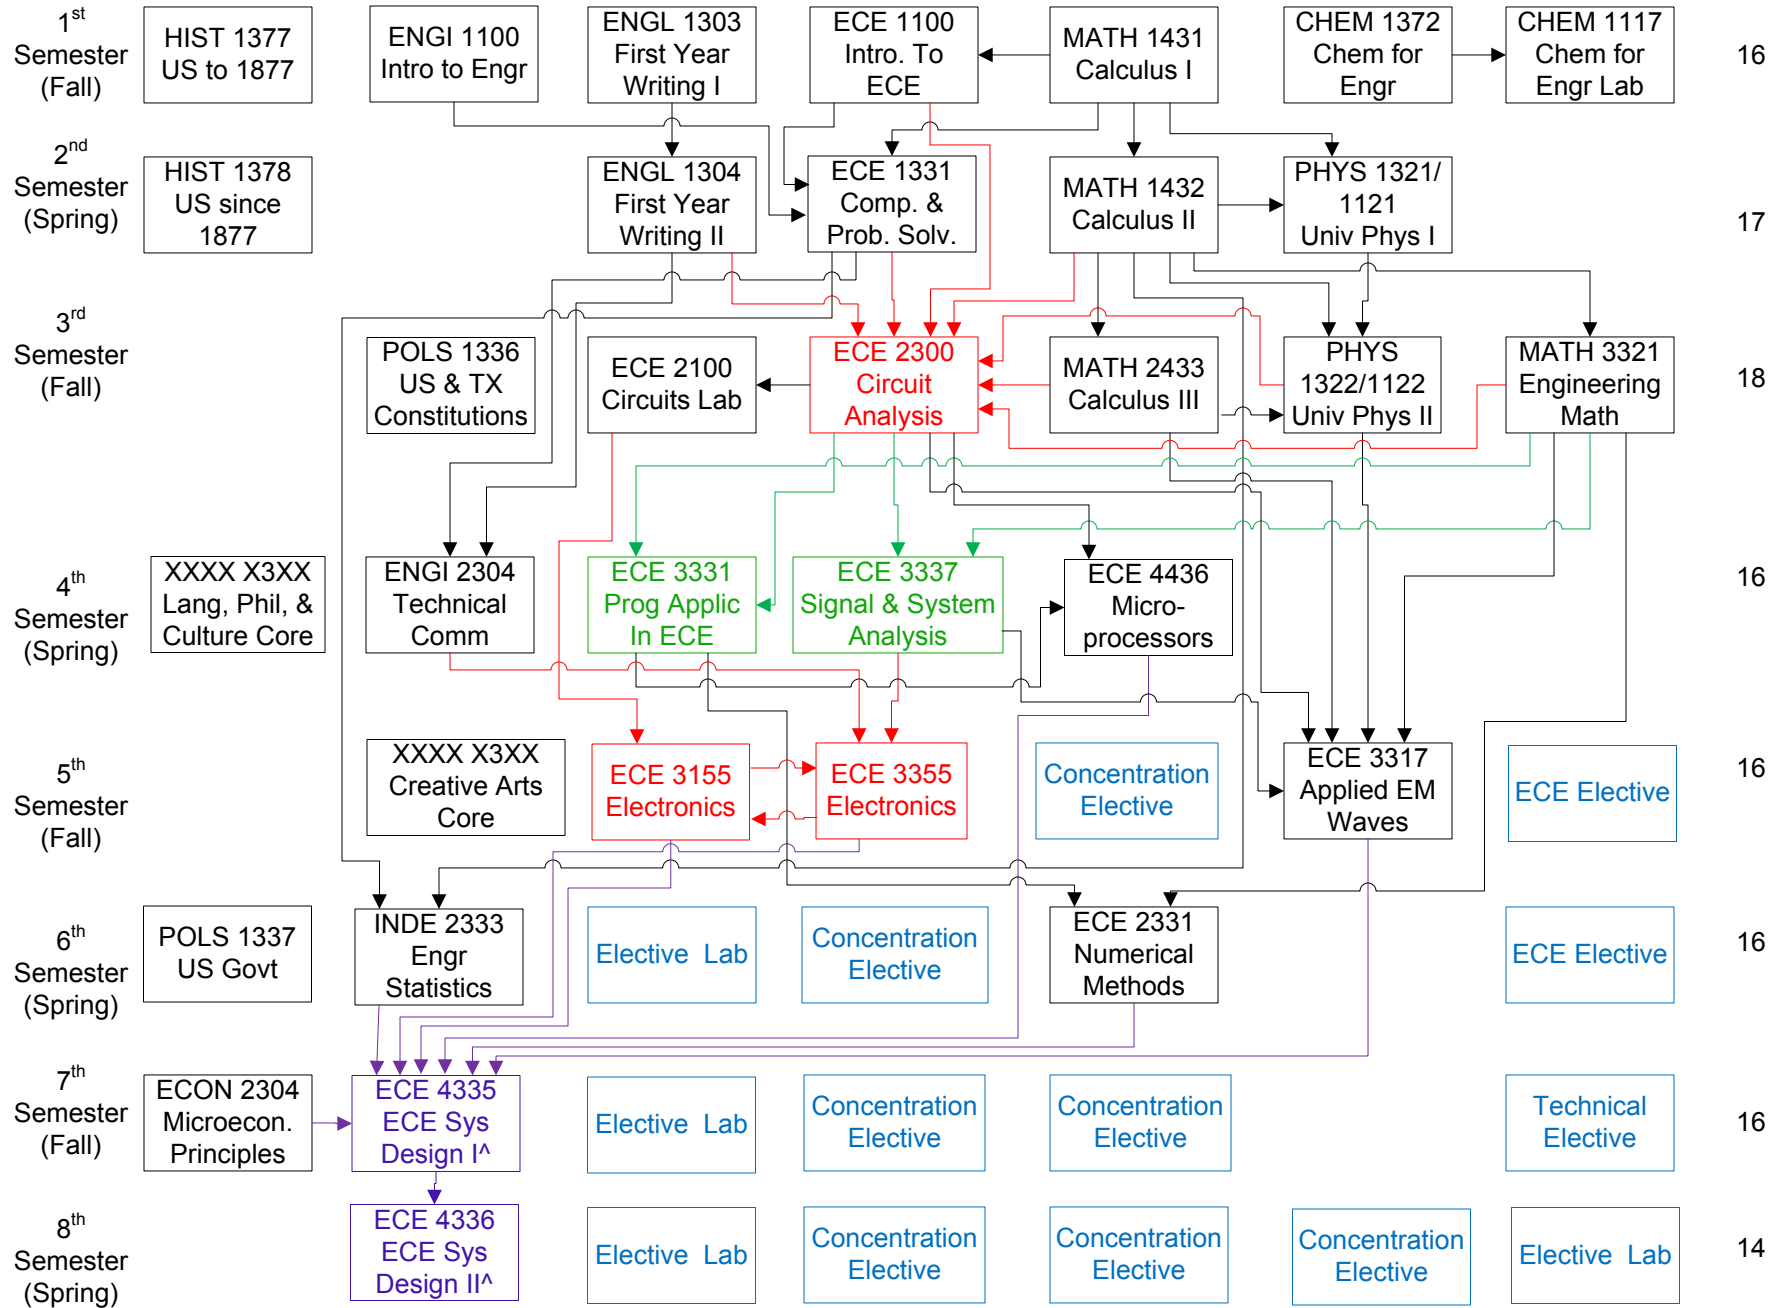 1st
Semester
(Fall)
HIST 1377
US to 1877
ENGI 1100
Intro to Engr
ENGL 1303
First Year
Writing I
ECE 1100
Intro. To
ECE
MATH 1431
Calculus I
CHEM 1372
Chem for
Engr
CHEM 1117
Chem for
Engr Lab
16
2nd
Semester
(Spring)
HIST 1378
US since
1877
ENGL 1304
First Year
Writing II
ECE 1331
Comp. &
Prob. Solv.
MATH 1432
Calculus II
PHYS 1321/
1121
Univ Phys I
17
3rd
Semester
(Fall)
POLS 1336
US & TX
Constitutions
ECE 2100
Circuits Lab
ECE 2300
Circuit
Analysis
MATH 2433
Calculus III
PHYS
1322/1122
Univ Phys II
MATH 3321
Engineering
Math
18
4th
Semester
(Spring)
XXXX X3XX
Lang, Phil, &
Culture Core
ENGI 2304
Technical
Comm
ECE 3331
Prog Applic
In ECE
ECE 3337
Signal & System
Analysis
ECE 4436
Micro-
processors
16
5th
Semester
(Fall)
XXXX X3XX
Creative Arts
Core
ECE 3155
Electronics
ECE 3355
Electronics
Concentration
Elective
ECE 3317
Applied EM
Waves
ECE Elective
16
6th
Semester
(Spring)
POLS 1337
US Govt
INDE 2333
Engr
Statistics
Elective Lab
Concentration
Elective
ECE 2331
Numerical
Methods
ECE Elective
16
7th
Semester
(Fall)
ECON 2304
Microecon.
Principles
ECE 4335
ECE Sys
Design I^
Elective Lab
Concentration
Elective
Concentration
Elective
Technical
Elective
16
8th
Semester
(Spring)
ECE 4336
ECE Sys
Design II^
Elective Lab
Concentration
Elective
Concentration
Elective
Concentration
Elective
Elective Lab
14